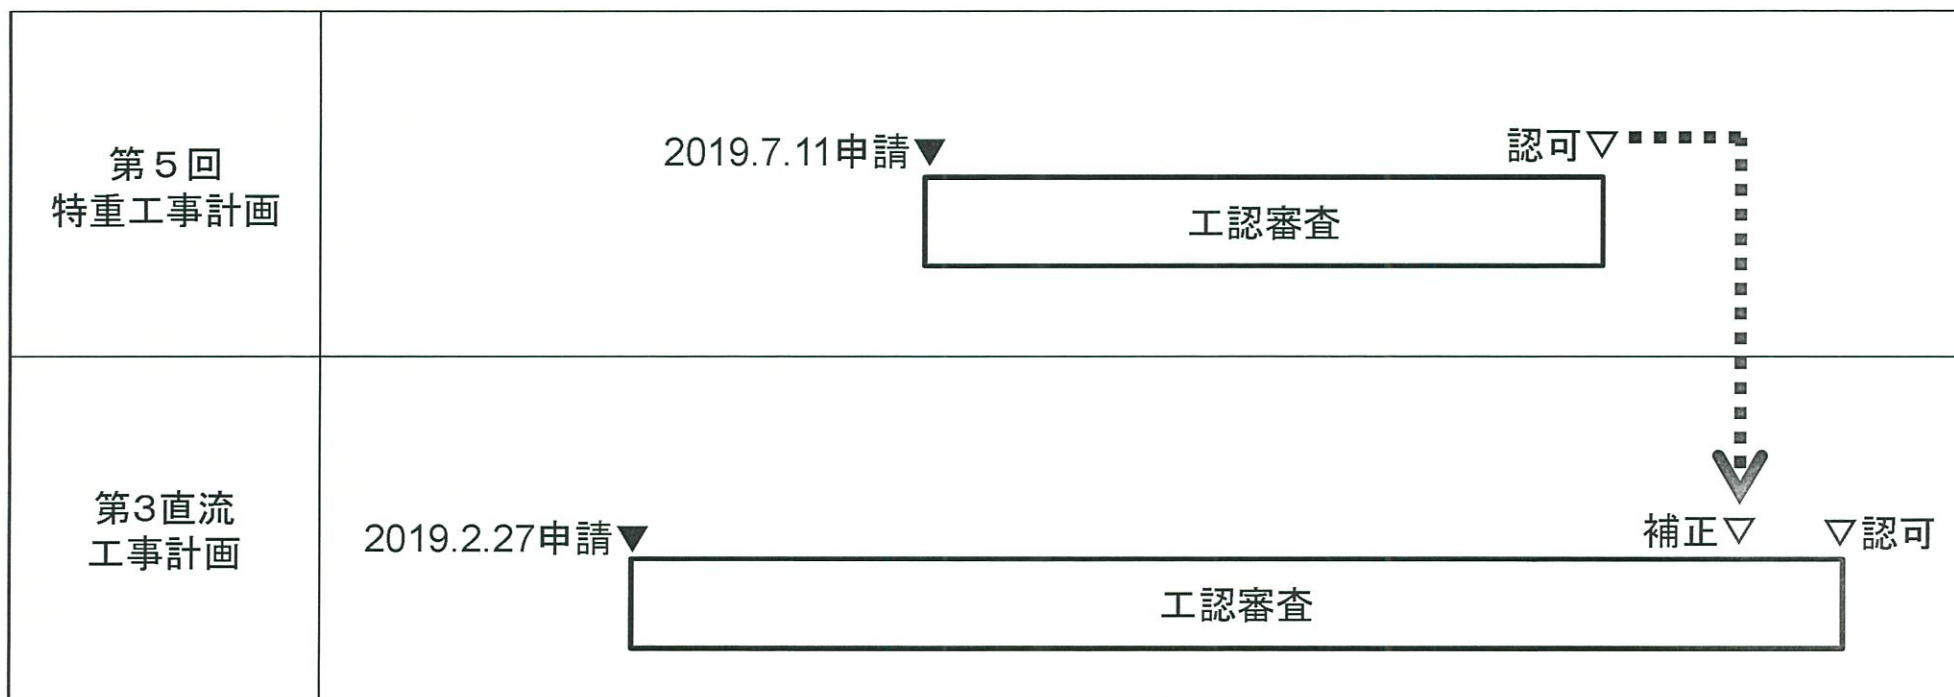 第5回
特重工事計画
2019.7.11申請▼
認可▽
工認審査
第3直流
工事計画
2019.2.27申請▼
補正▽
▽認可
工認審査